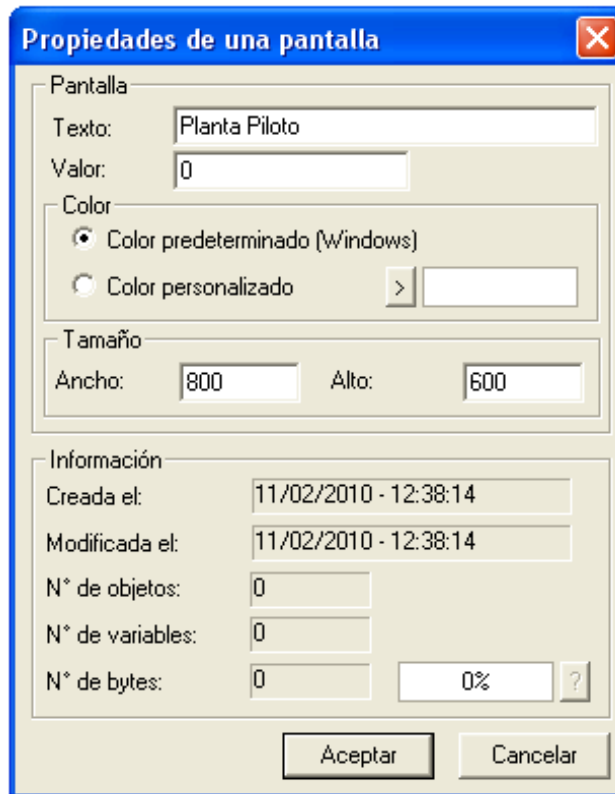 Propiedades de una pantalla
Pantalla
Texto: Planta Piloto
Valor: 0
Color
Color predeterminado (Windows)
Color personalizado >
Tamaño
Ancho: 800 Alto: 600
Información
Creada el: 11/02/2010 - 12:38:14
Modificada el: 11/02/2010 - 12:38:14
N° de objetos: 0
N° de variables: 0
N° de bytes: 0 0% ?
Aceptar Cancelar